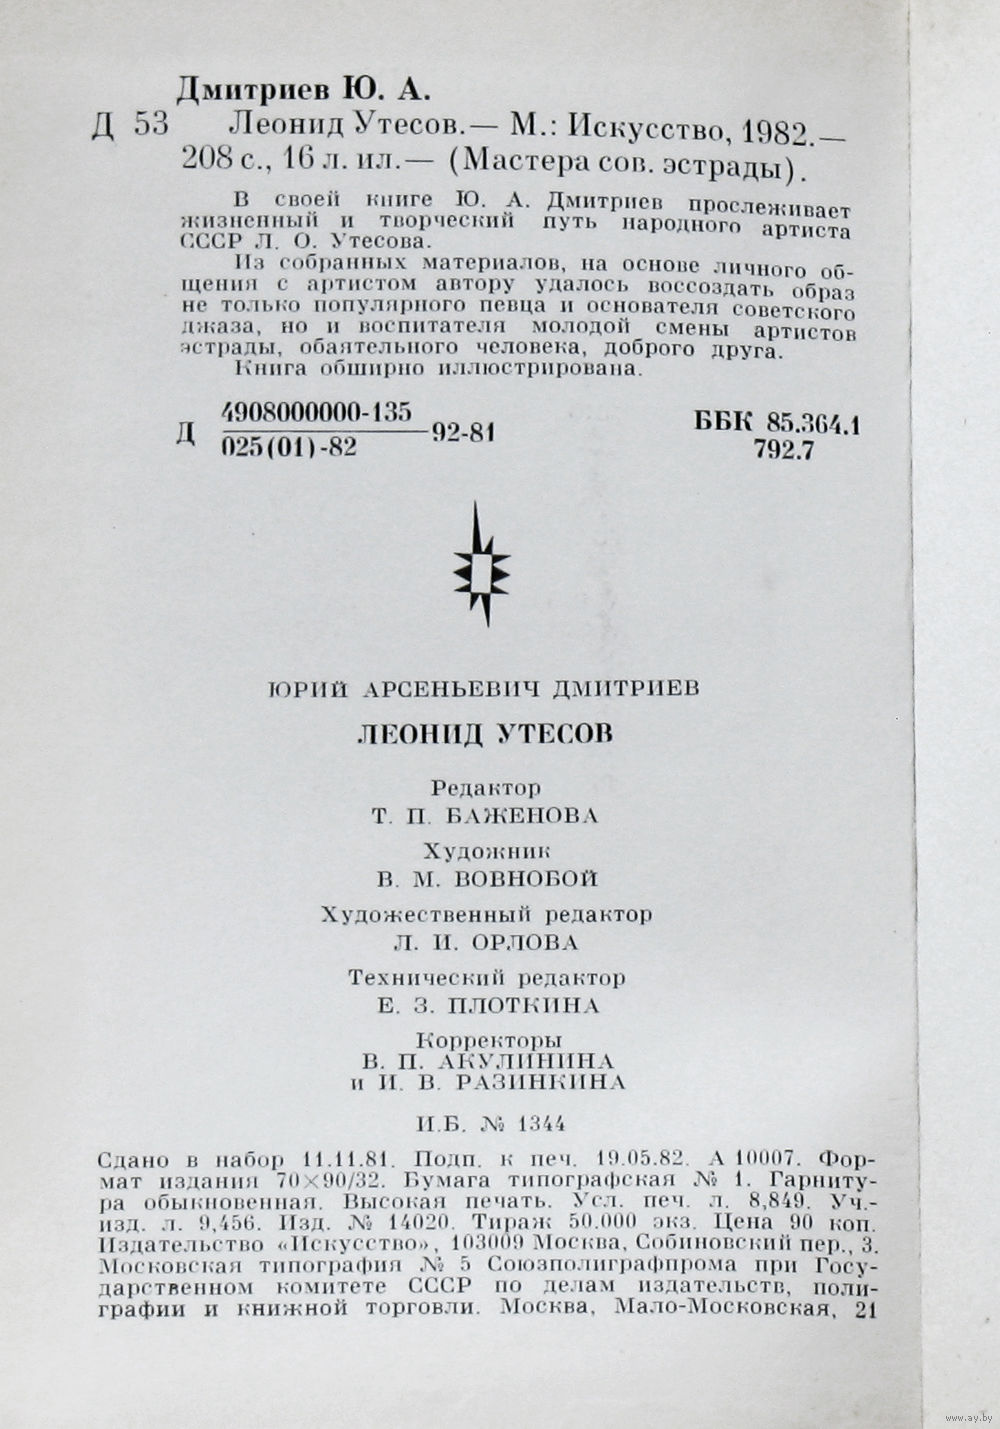 Дмитриев Ю. А.
Д 53 Леонид Утесов.— М.: Искусство, 1982.—
208 с., 16 л. ил.— (Мастера сов. эстрады).
В своей книге Ю. А. Дмитриев прослеживает
жизненный и творческий путь народного артиста
СССР Л. О. Утесова.
Из собранных материалов, на основе личного об-
щения с артистом автору удалось воссоздать образ
не только популярного певца и основателя советского
джаза, но и воспитателя молодой смены артистов
эстрады, обаятельного человека, доброго друга.
Книга обширно иллюстрирована.
4908000000-135
Д 92-81
025(01)-82
ББК 85.364.1
792.7
ЮРИЙ АРСЕНЬЕВИЧ ДМИТРИЕВ
ЛЕОНИД УТЕСОВ
Редактор
Т. П. БАЖЕНОВА
Художник
В. М. ВОВНОБОЙ
Художественный редактор
Л. И. ОРЛОВА
Технический редактор
Е. З. ПЛОТКИНА
Корректоры
В. П. АКУЛИНИНА
и И. В. РАЗИНКИНА
И.Б. № 1344
Сдано в набор 11.11.81. Подп. к печ. 19.05.82. А 10007. Фор-
мат издания 70×90/32. Бумага типографская № 1. Гарниту-
ра обыкновенная. Высокая печать. Усл. печ. л. 8,849. Уч.-
изд. л. 9,456. Изд. № 14020. Тираж 50.000 экз. Цена 90 коп.
Издательство «Искусство», 103009 Москва, Собиновский пер., 3.
Московская типография № 5 Союзполиграфпрома при Госу-
дарственном комитете СССР по делам издательств, поли-
графии и книжной торговли. Москва, Мало-Московская, 21
www.ay.by